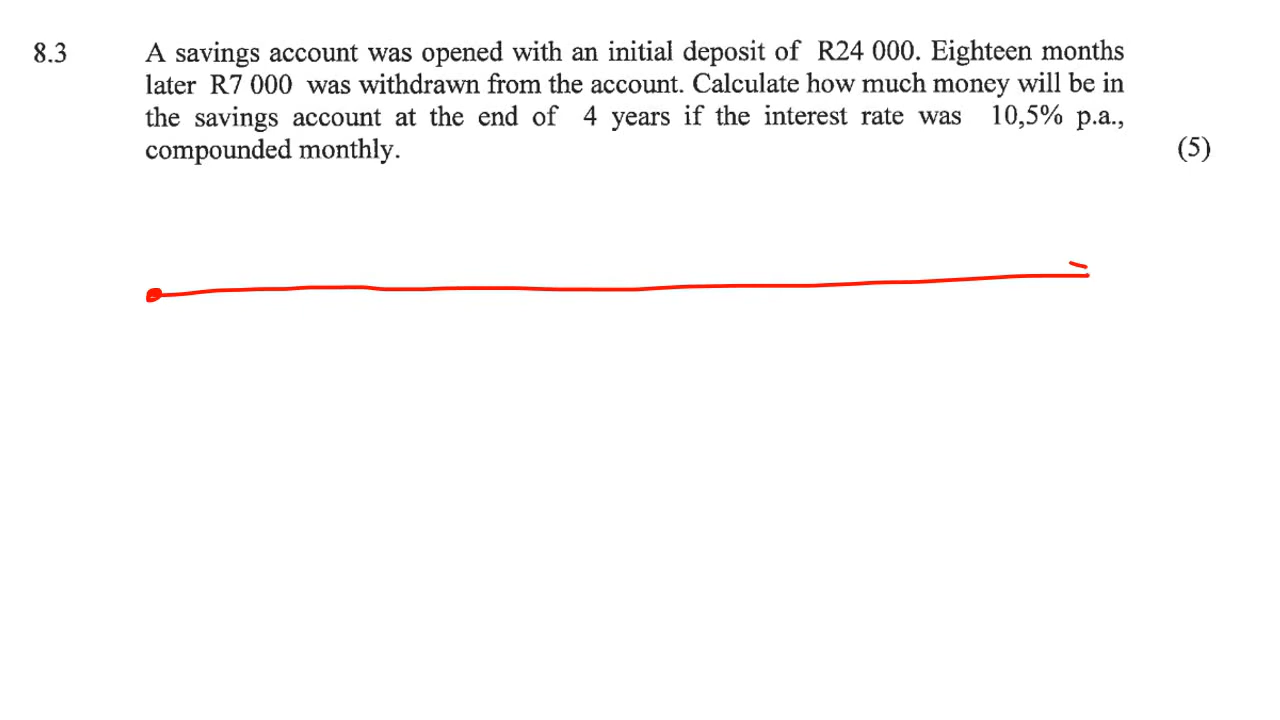 8.3 A savings account was opened with an initial deposit of R24 000. Eighteen months
later R7 000 was withdrawn from the account. Calculate how much money will be in
the savings account at the end of 4 years if the interest rate was 10,5% p.a.,
compounded monthly. (5)